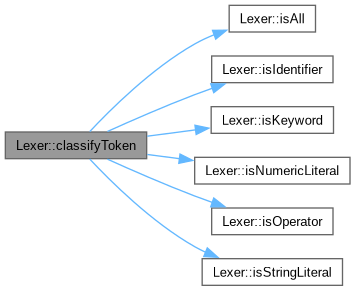 Lexer::isAll
Lexer::isIdentifier
Lexer::isKeyword
Lexer::classifyToken
Lexer::isNumericLiteral
Lexer::isOperator
Lexer::isStringLiteral